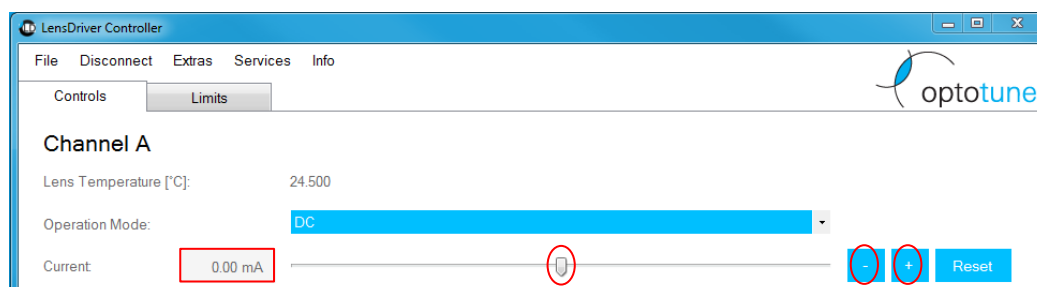 LensDriver Controller
File Disconnect Extras Services Info
optotune
Controls Limits
Channel A
Lens Temperature [°C]: 24.500
Operation Mode: DC
Current: 0.00 mA - + Reset